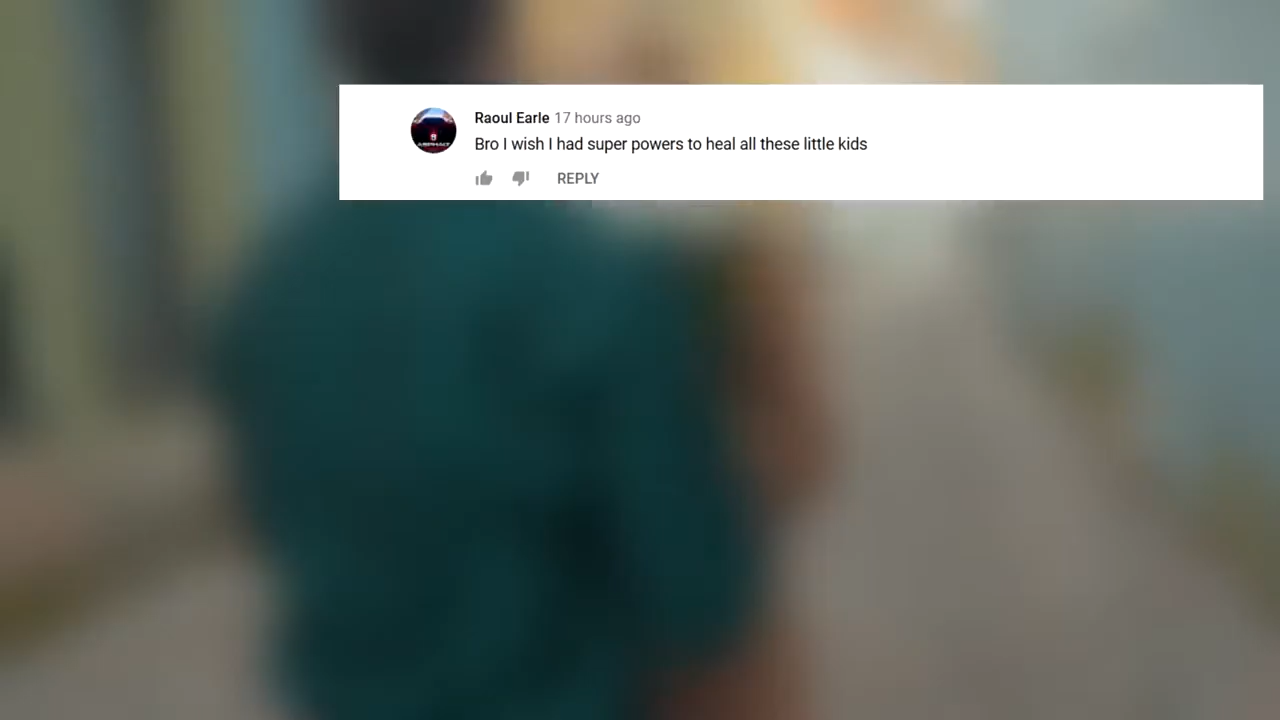 Raoul Earle 17 hours ago
Bro I wish I had super powers to heal all these little kids
REPLY